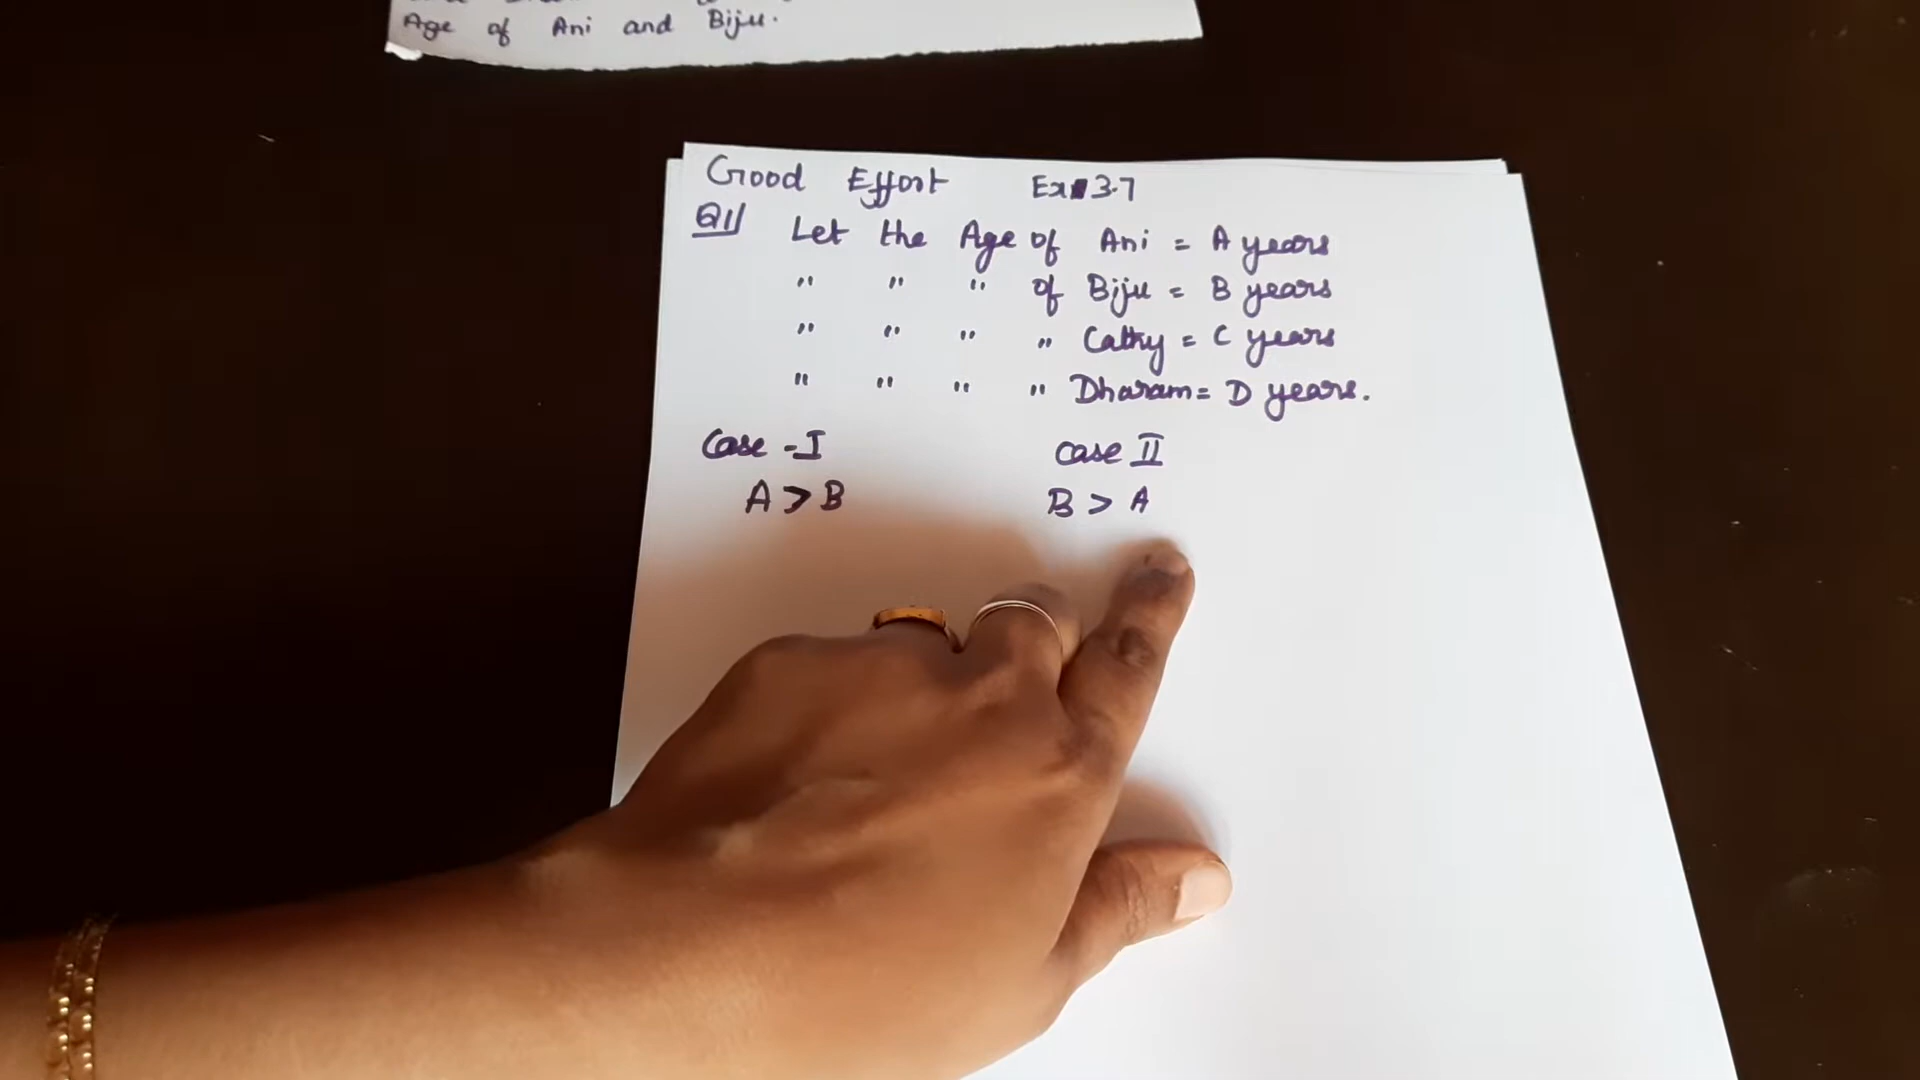 Age of Ani and Biju.
Good Effort Ex 3.7
Q1// Let the Age of Ani = A years
" " " of Biju = B years
" " " " Cathy = C years
" " " " Dharam = D years.
Case - I Case II
A > B B > A